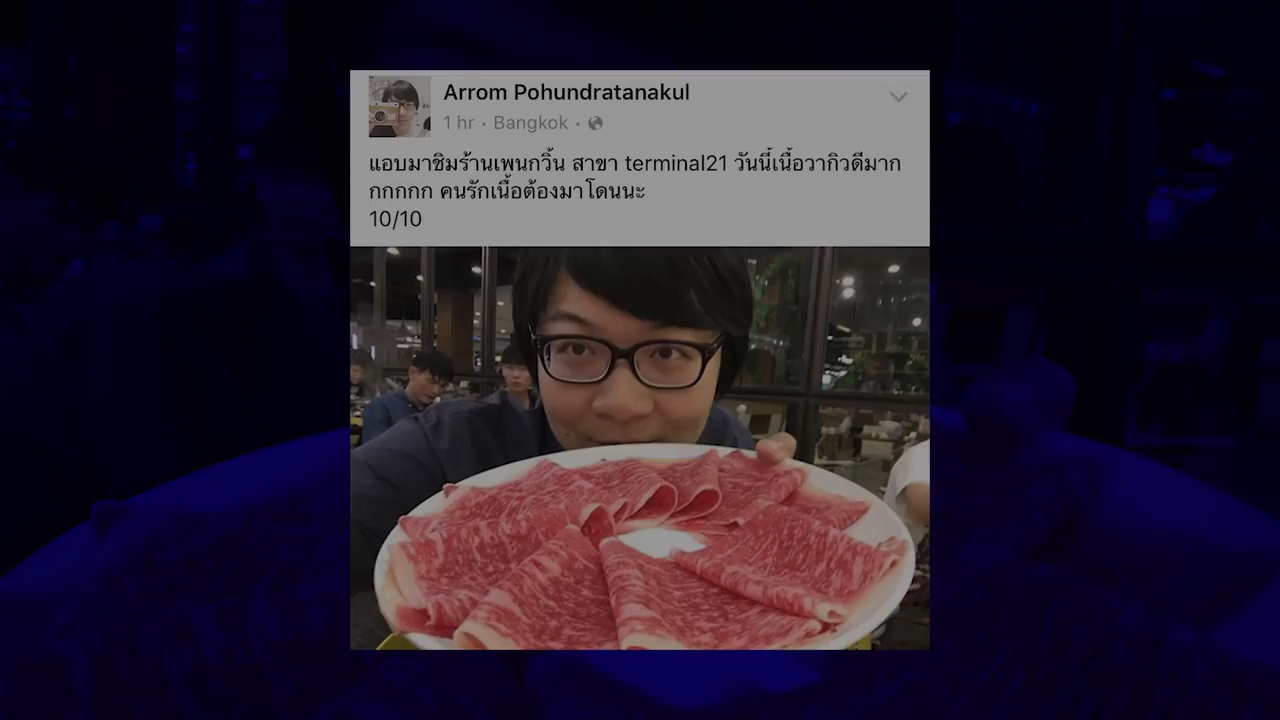 Arrom Pohundratanakul
1 hr · Bangkok ·
แอบมาชิมร้านเพนกวิ้น สาขา terminal21 วันนี้เนื้อวากิวดีมาก
กกกกก คนรักเนื้อต้องมาโดนนะ
10/10